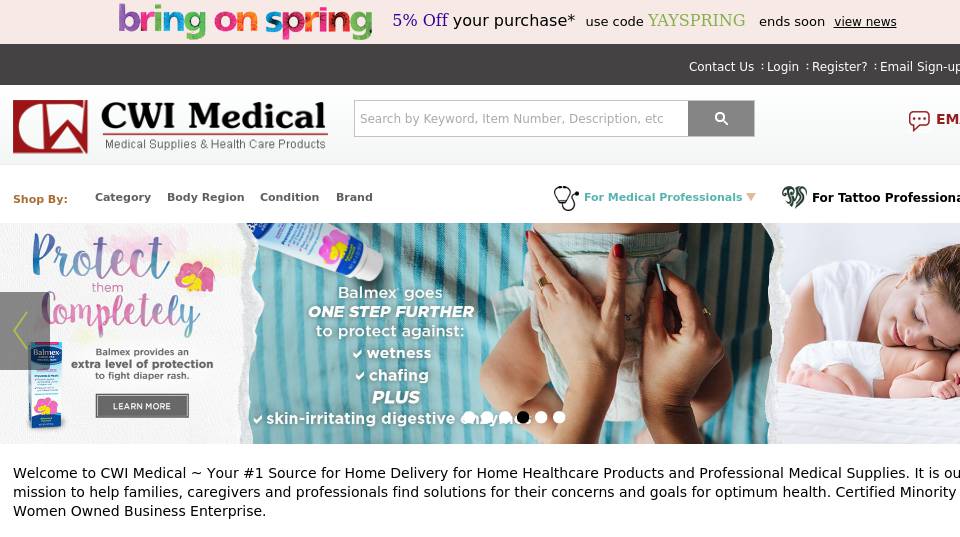 bring on spring 5% Off your purchase* use code YAYSPRING ends soon view news
Contact Us : Login : Register? : Email Sign-up
CWI Medical
Medical Supplies & Health Care Products
Search by Keyword, Item Number, Description, etc
Shop By: Category Body Region Condition Brand For Medical Professionals ▼ For Tattoo
Protect
them
Completely
Balmex
Balmex provides an
extra level of protection
to fight diaper rash.
LEARN MORE
Balmex® goes
ONE STEP FURTHER
to protect against:
✓ wetness
✓ chafing
PLUS
✓ skin-irritating digestive
Welcome to CWI Medical ~ Your #1 Source for Home Delivery for Home Healthcare Products and Professional Medical Supplies. It is
mission to help families, caregivers and professionals find solutions for their concerns and goals for optimum health. Certified Minority
Women Owned Business Enterprise.